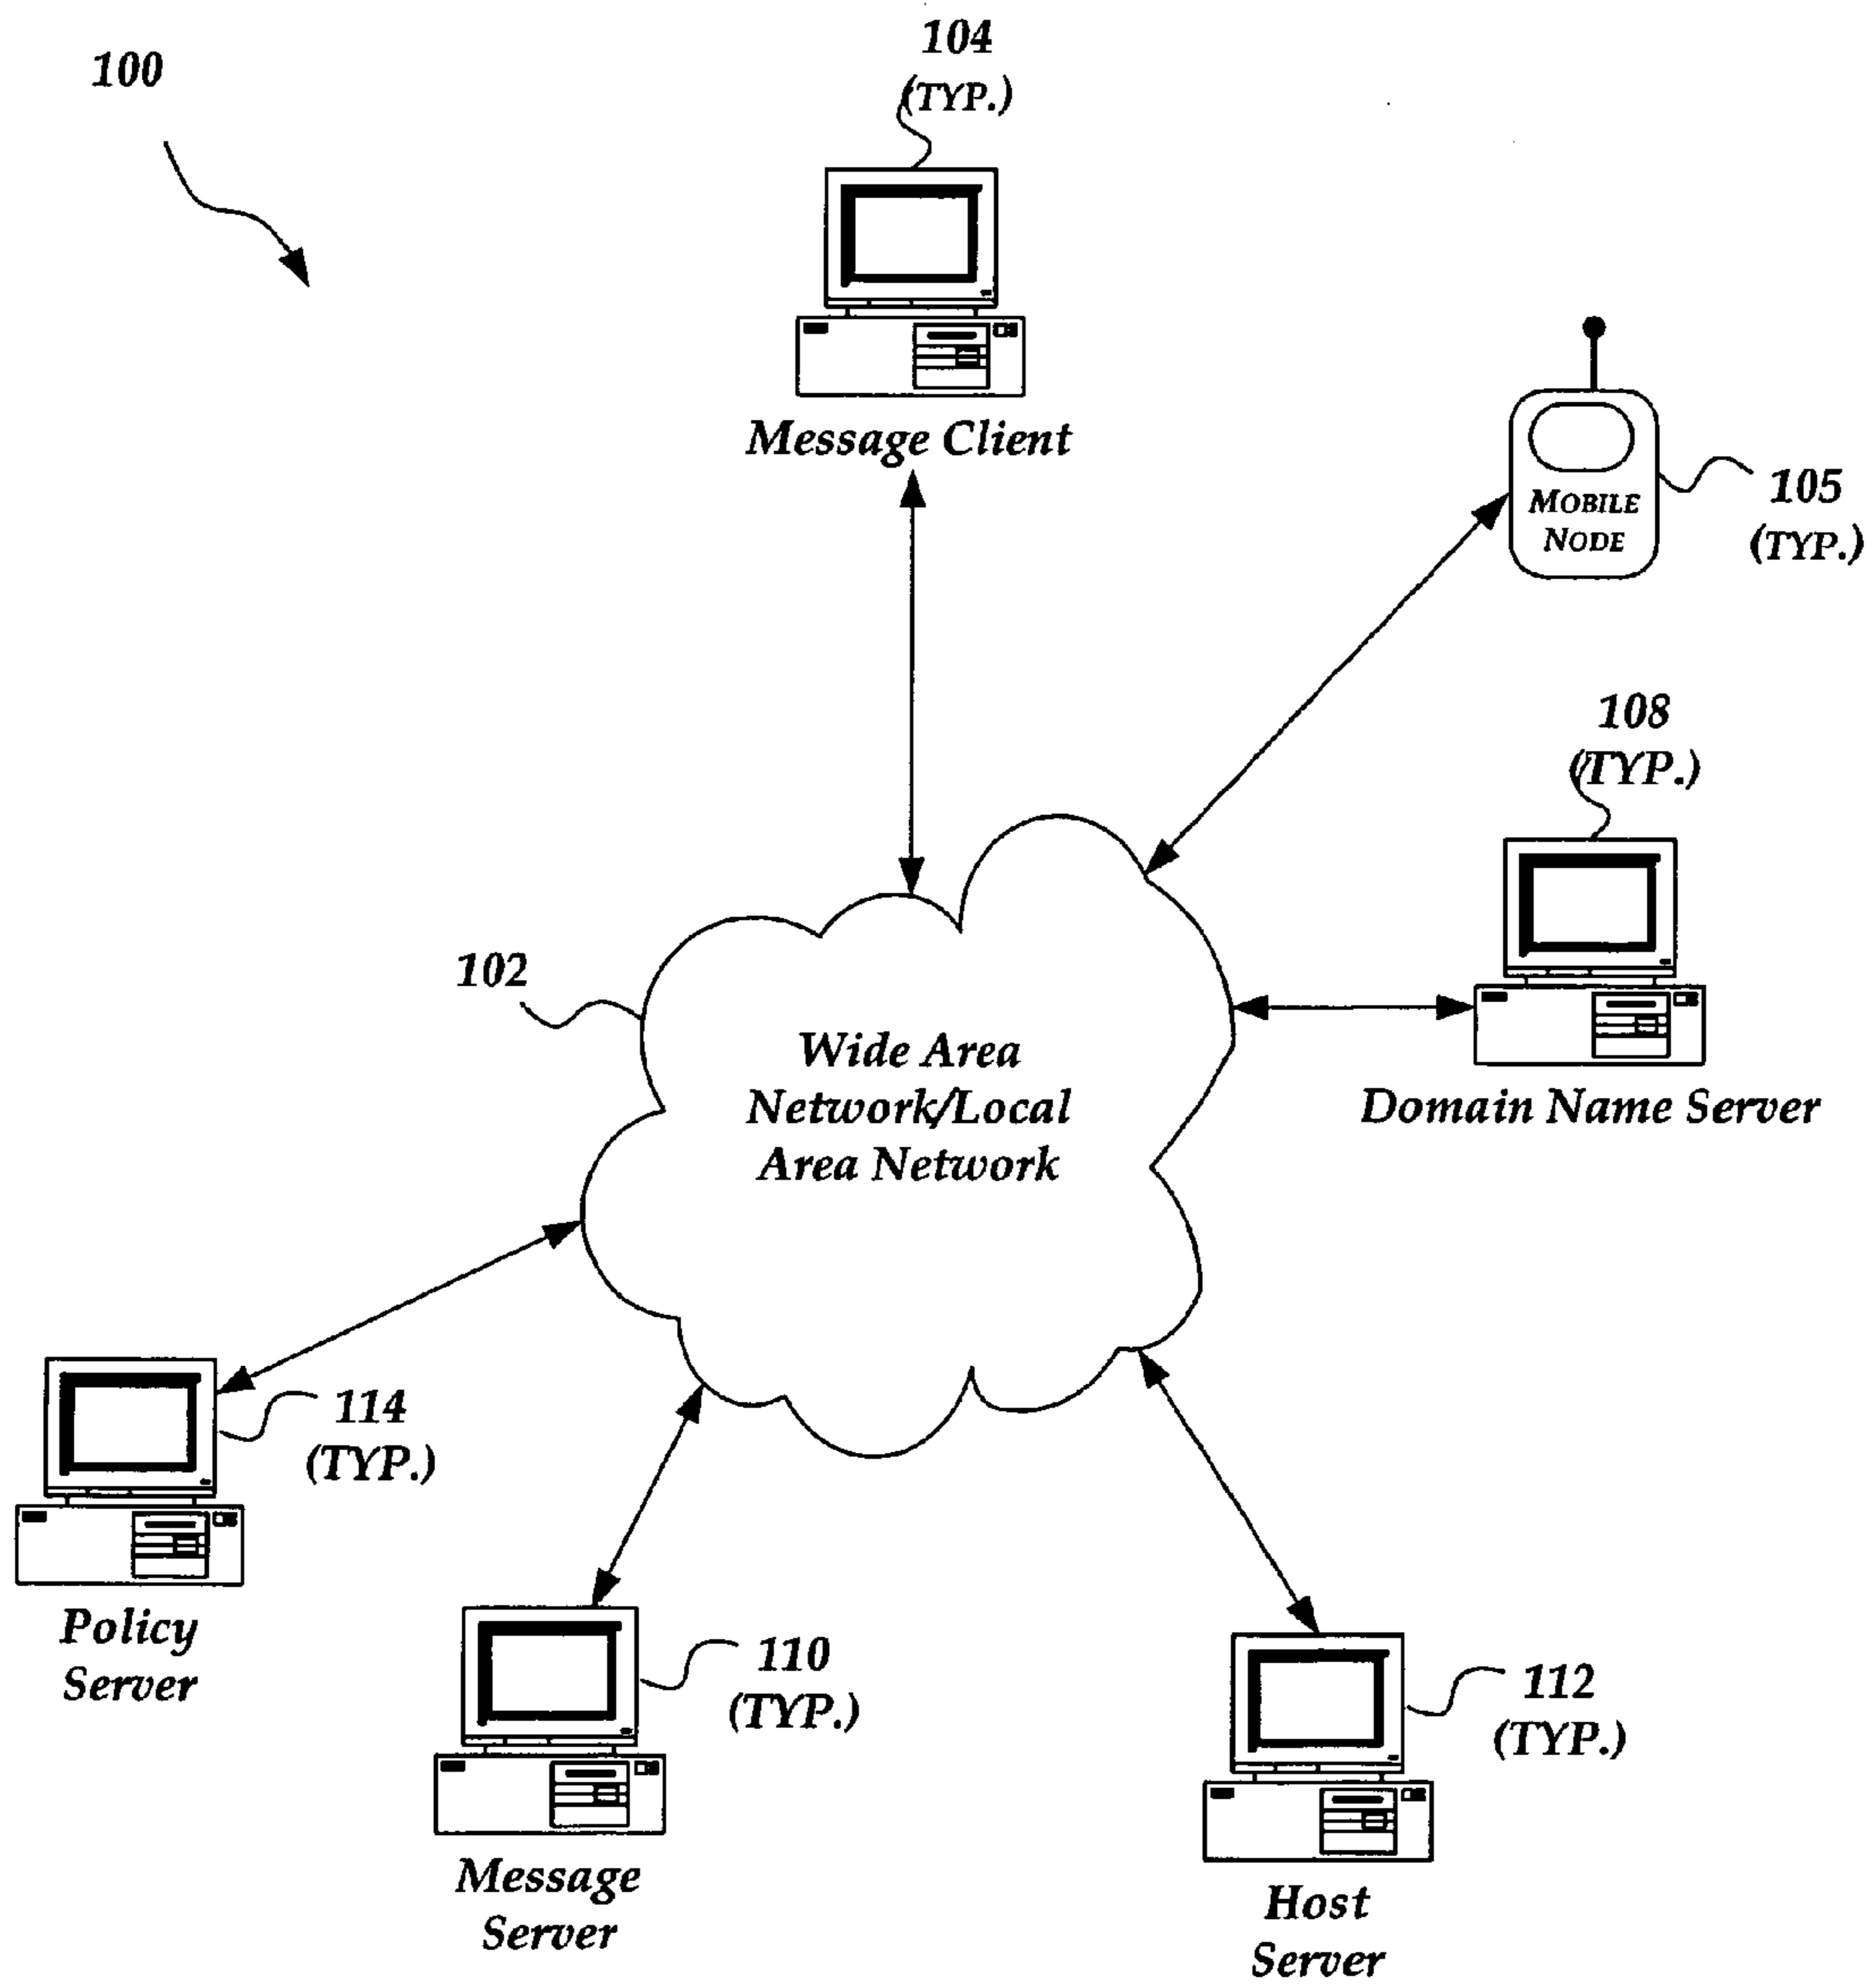 100
104
(TYP.)
Message Client
MOBILE
NODE
105
(TYP.)
108
(TYP.)
Domain Name Server
102
Wide Area
Network/Local
Area Network
114
(TYP.)
Policy
Server
110
(TYP.)
Message
Server
112
(TYP.)
Host
Server